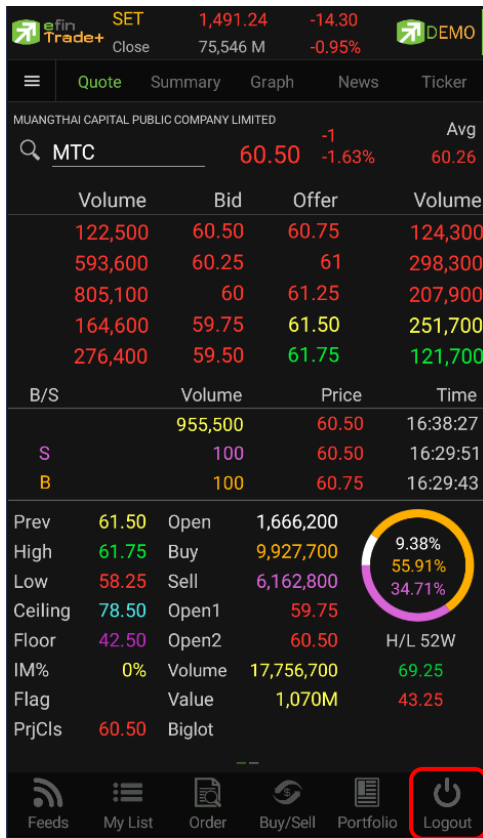 efin Trade+ SET 1,491.24 -14.30 DEMO
Close 75,546 M -0.95%
Quote Summary Graph News Ticker
MUANGTHAI CAPITAL PUBLIC COMPANY LIMITED
-1 Avg
MTC 60.50 -1.63% 60.26
Volume Bid Offer Volume
122,500 60.50 60.75 124,300
593,600 60.25 61 298,300
805,100 60 61.25 207,900
164,600 59.75 61.50 251,700
276,400 59.50 61.75 121,700
B/S Volume Price Time
955,500 60.50 16:38:27
S 100 60.50 16:29:51
B 100 60.75 16:29:43
Prev 61.50 Open 1,666,200 9.38%
High 61.75 Buy 9,927,700 55.91%
Low 58.25 Sell 6,162,800 34.71%
Ceiling 78.50 Open1 59.75
Floor 42.50 Open2 60.50 H/L 52W
IM% 0% Volume 17,756,700 69.25
Flag Value 1,070M 43.25
PrjCls 60.50 Biglot
Feeds My List Order Buy/Sell Portfolio Logout